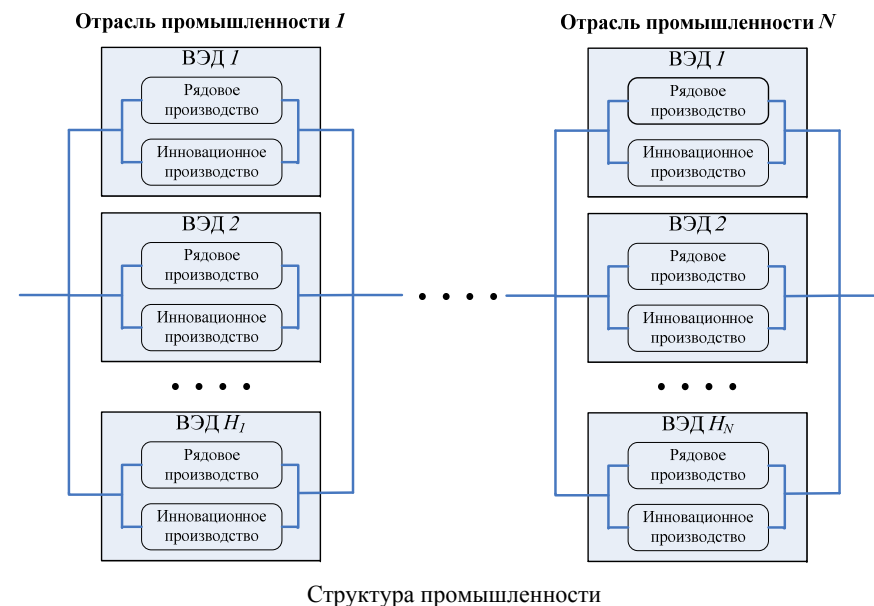 Отрасль промышленности 1
ВЭД 1
Рядовое
производство
Инновационное
производство
ВЭД 2
Рядовое
производство
Инновационное
производство
ВЭД H1
Рядовое
производство
Инновационное
производство
Отрасль промышленности N
ВЭД 1
Рядовое
производство
Инновационное
производство
ВЭД 2
Рядовое
производство
Инновационное
производство
ВЭД HN
Рядовое
производство
Инновационное
производство
Структура промышленности